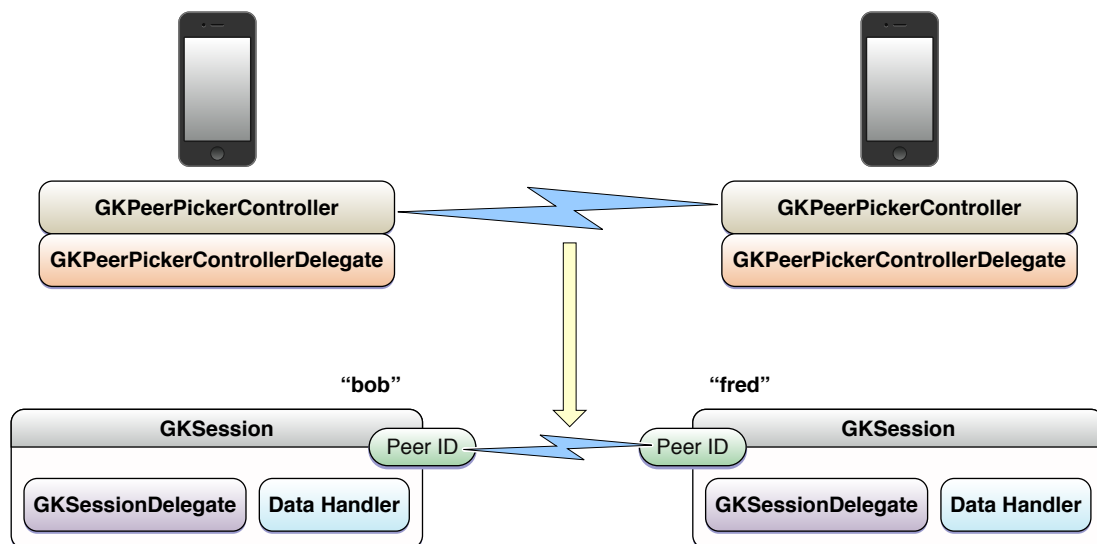 GKPeerPickerController
GKPeerPickerController
GKPeerPickerControllerDelegate
GKPeerPickerControllerDelegate
“bob”
“fred”
GKSession
Peer ID
Peer ID
GKSession
GKSessionDelegate
Data Handler
GKSessionDelegate
Data Handler